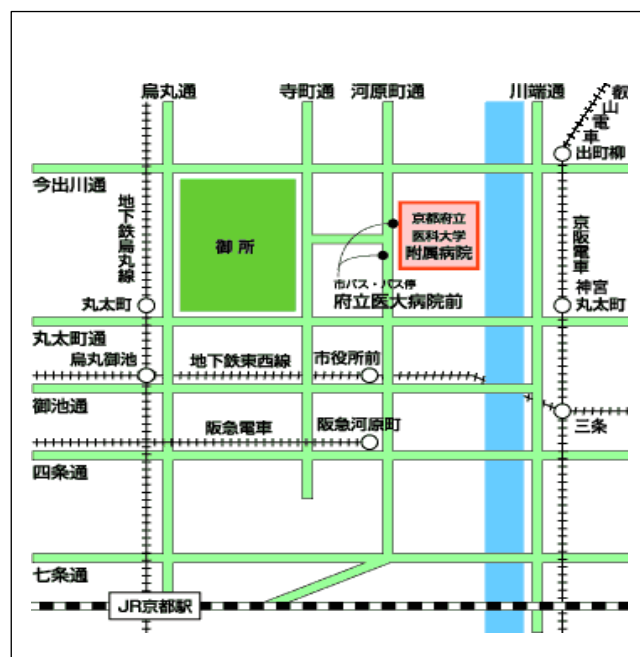 烏丸通
寺町通
河原町通
川端通
叡山電車
出町柳
今出川通
地下鉄烏丸線
御所
京都府立
医科大学
附属病院
京阪電車
市バス・バス停
府立医大病院前
神宮
丸太町
丸太町
丸太町通
烏丸御池
地下鉄東西線
市役所前
御池通
阪急電車
阪急河原町
三条
四条通
七条通
JR京都駅